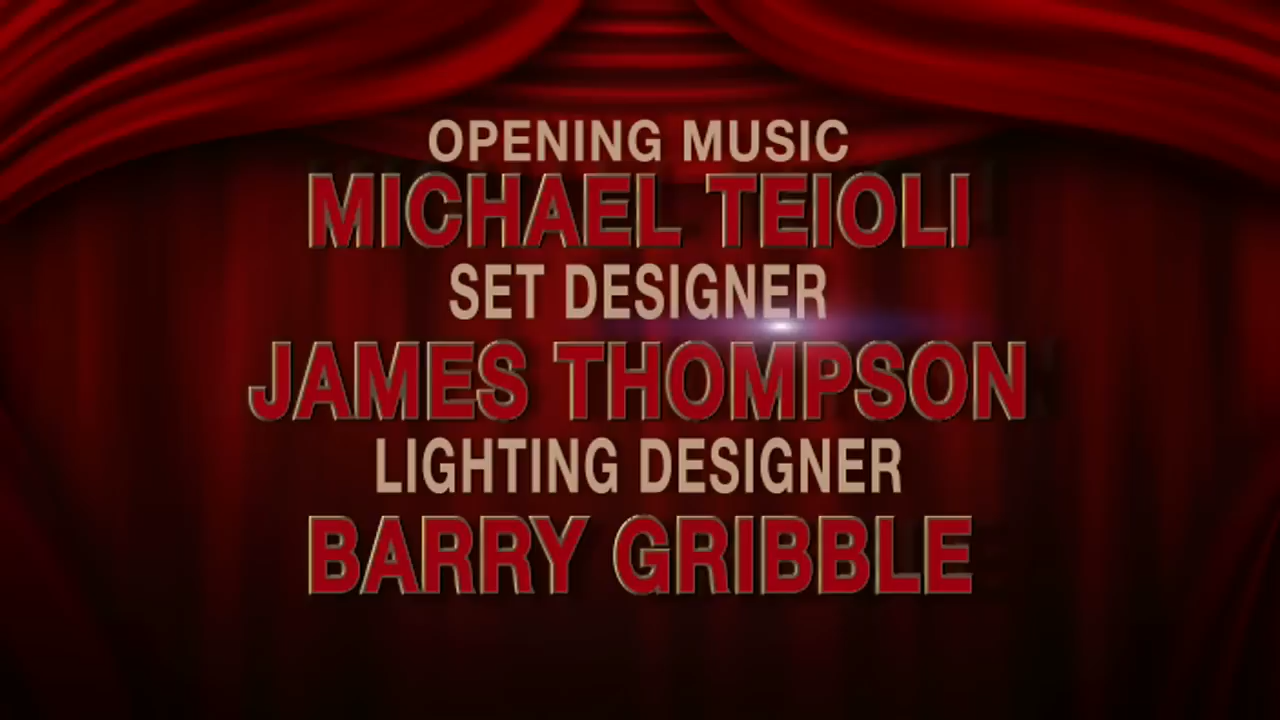 OPENING MUSIC
MICHAEL TEIOLI
SET DESIGNER
JAMES THOMPSON
LIGHTING DESIGNER
BARRY GRIBBLE